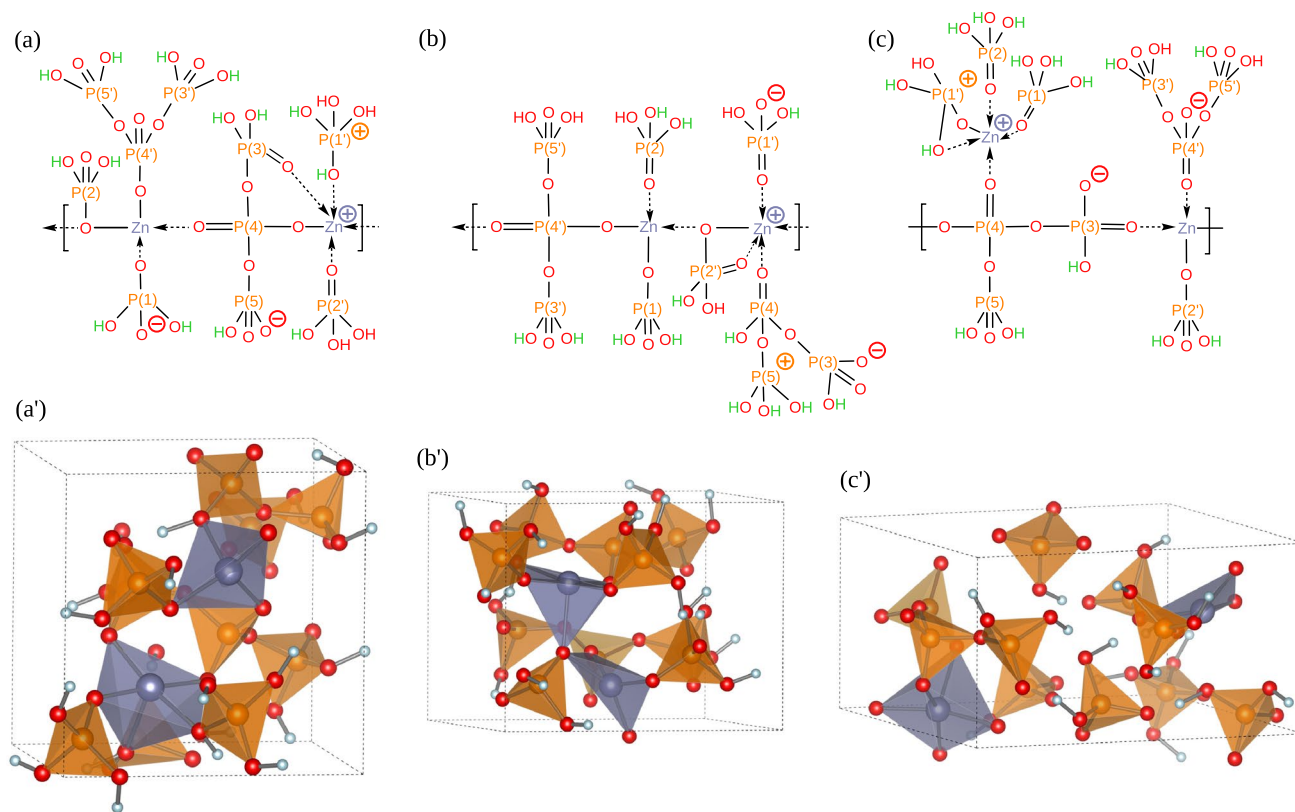 (a)
O OH HO O
HO OH
P(5') P(3')
HO
HO OH HO OH
O O O
P(1') ⊕
P(4') P(3)
HO O OH O
HO
P(2) O O
O Zn O P(4) O Zn ⊕
O O O
P(1) P(5) P(2')
HO O ⊖ OH HO O O ⊖ HO OH OH
(b)
⊖
HO O OH HO OH OH HO O OH
P(5') P(2) P(1')
O O O
O P(4') O Zn O Zn ⊕
P(2') O
O O O
HO OH
P(3') P(1) P(4)
HO O OH HO O OH HO OH O
O P(3) O ⊖
P(5) ⊕ O
HO OH OH OH
(c)
HO HO OH
P(2)
HO ⊕ HO OH OH HO O OH HO O OH
P(1') O P(1) P(3') P(5')
O Zn ⊕ O O O ⊖ O
HO P(4')
O O ⊖ O
O P(4) O P(3) O Zn
O HO O
P(5) P(2')
HO O OH HO O OH
(a')
(b')
(c')